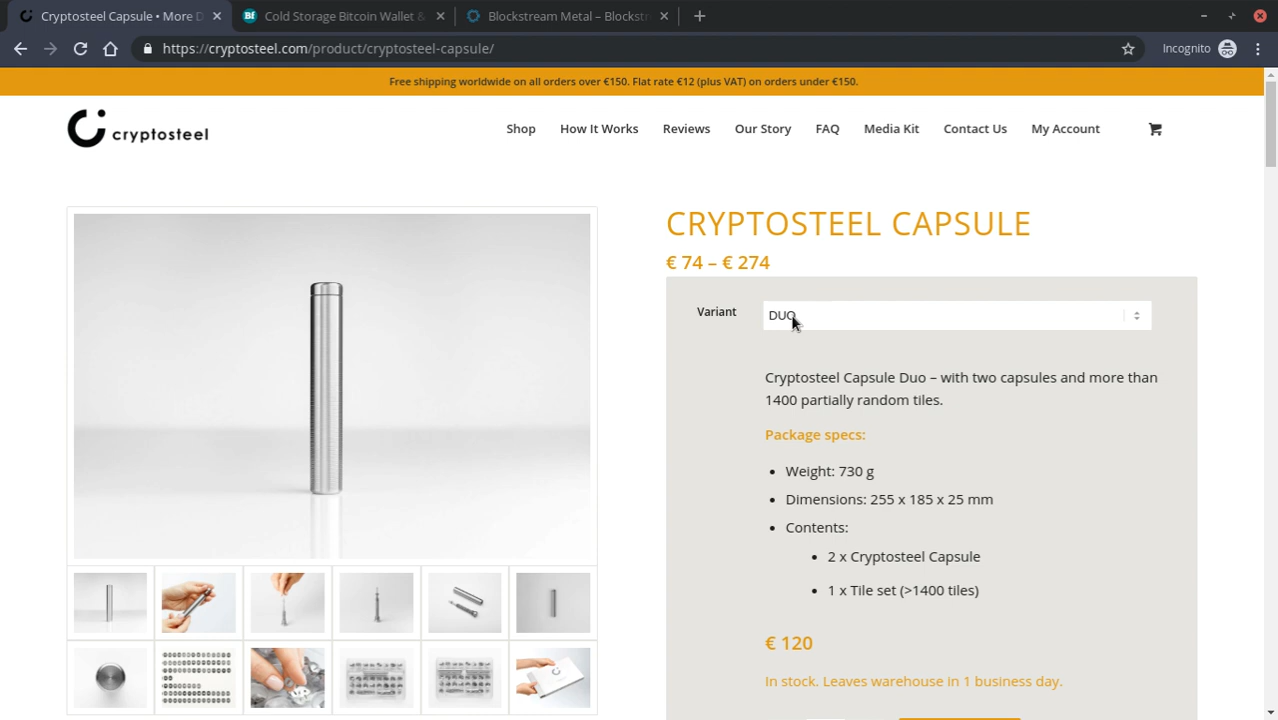 Cryptosteel Capsule • More D
Cold Storage Bitcoin Wallet &
Blockstream Metal – Blockstr
https://cryptosteel.com/product/cryptosteel-capsule/
Incognito
Free shipping worldwide on all orders over €150. Flat rate €12 (plus VAT) on orders under €150.
cryptosteel
Shop How It Works Reviews Our Story FAQ Media Kit Contact Us My Account
CRYPTOSTEEL CAPSULE
€ 74 – € 274
Variant
DUO
Cryptosteel Capsule Duo – with two capsules and more than
1400 partially random tiles.
Package specs:
• Weight: 730 g
• Dimensions: 255 x 185 x 25 mm
• Contents:
• 2 x Cryptosteel Capsule
• 1 x Tile set (>1400 tiles)
€ 120
In stock. Leaves warehouse in 1 business day.